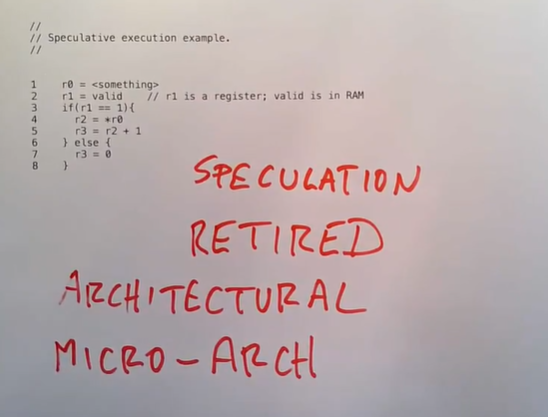 //
// Speculative execution example.
//
1 r0 = <something>
2 r1 = valid // r1 is a register; valid is in RAM
3 if(r1 == 1){
4 r2 = *r0
5 r3 = r2 + 1
6 } else {
7 r3 = 0
8 }
SPECULATION
RETIRED
ARCHITECTURAL
MICRO-ARCH